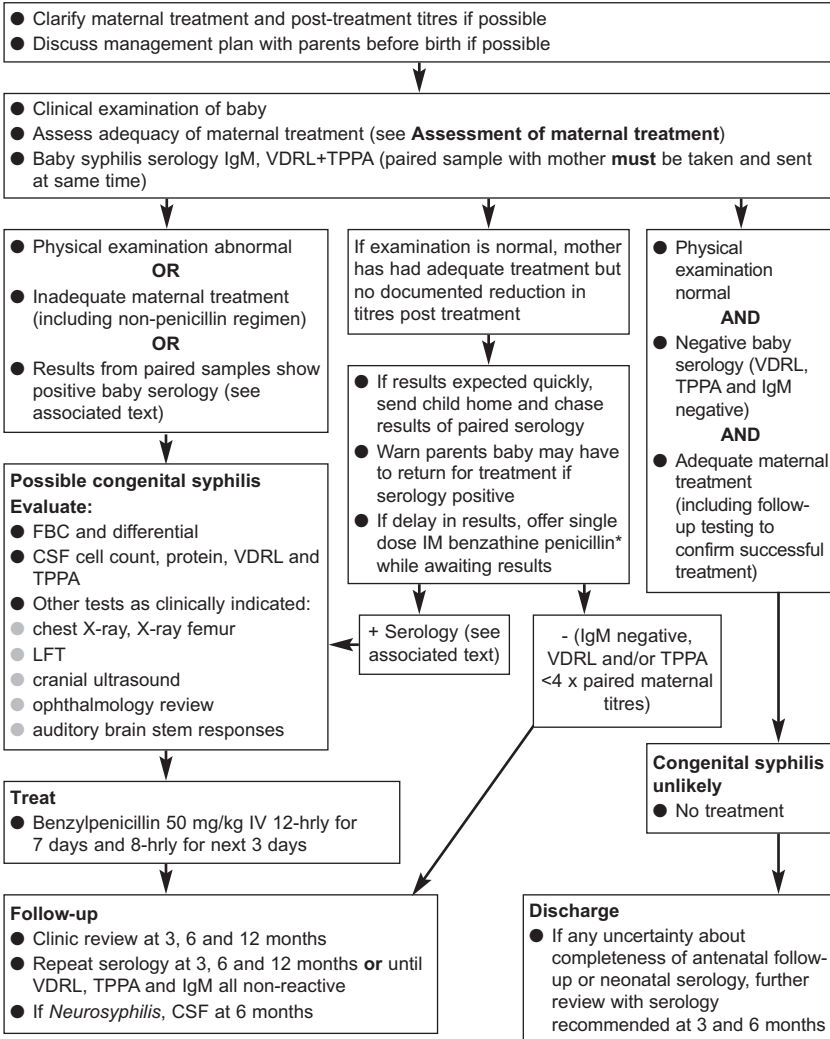 ● Clarify maternal treatment and post-treatment titres if possible
● Discuss management plan with parents before birth if possible
● Clinical examination of baby
● Assess adequacy of maternal treatment (see Assessment of maternal treatment)
● Baby syphilis serology IgM, VDRL+TPPA (paired sample with mother must be taken and sent
at same time)
● Physical examination abnormal
OR
● Inadequate maternal treatment
(including non-penicillin regimen)
OR
● Results from paired samples show
positive baby serology (see
associated text)
If examination is normal, mother
has had adequate treatment but
no documented reduction in
titres post treatment
● Physical
examination
normal
AND
● Negative baby
serology (VDRL,
TPPA and IgM
negative)
AND
● Adequate maternal
treatment
(including follow-
up testing to
confirm successful
treatment)
● If results expected quickly,
send child home and chase
results of paired serology
● Warn parents baby may have
to return for treatment if
serology positive
● If delay in results, offer single
dose IM benzathine penicillin*
while awaiting results
Possible congenital syphilis
Evaluate:
● FBC and differential
● CSF cell count, protein, VDRL and
TPPA
● Other tests as clinically indicated:
● chest X-ray, X-ray femur
● LFT
● cranial ultrasound
● ophthalmology review
● auditory brain stem responses
+ Serology (see
associated text)
- (IgM negative,
VDRL and/or TPPA
<4 x paired maternal
titres)
Congenital syphilis
unlikely
● No treatment
Treat
● Benzylpenicillin 50 mg/kg IV 12-hrly for
7 days and 8-hrly for next 3 days
Follow-up
● Clinic review at 3, 6 and 12 months
● Repeat serology at 3, 6 and 12 months or until
VDRL, TPPA and IgM all non-reactive
● If Neurosyphilis, CSF at 6 months
Discharge
● If any uncertainty about
completeness of antenatal follow-
up or neonatal serology, further
review with serology
recommended at 3 and 6 months